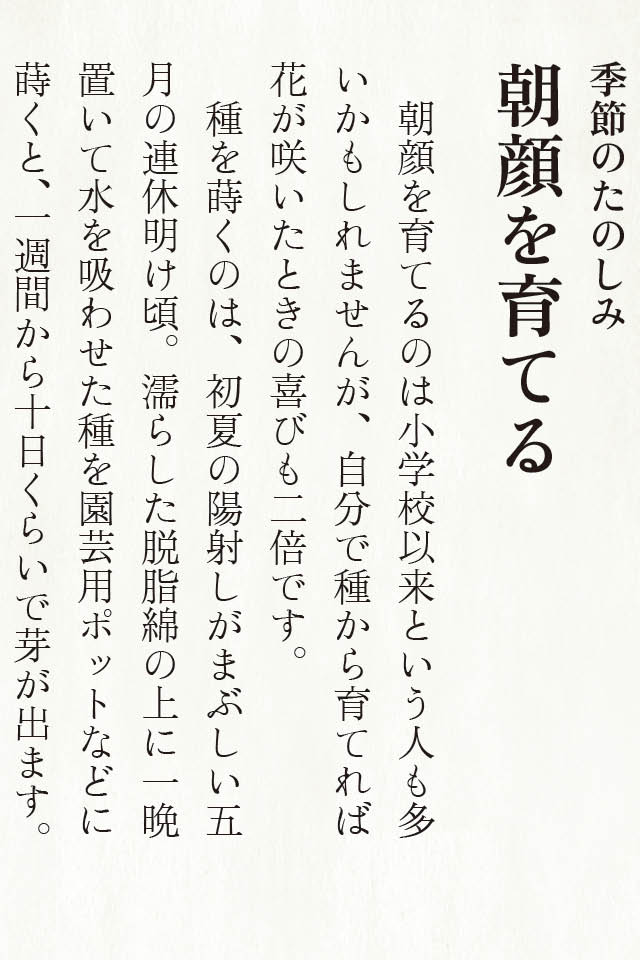 季節のたのしみ
朝顔を育てる
朝顔を育てるのは小学校以来という人も多
いかもしれませんが、自分で種から育てれば
花が咲いたときの喜びも二倍です。
種を蒔くのは、初夏の陽射しがまぶしい五
月の連休明け頃。濡らした脱脂綿の上に一晩
置いて水を吸わせた種を園芸用ポットなどに
蒔くと、一週間から十日くらいで芽が出ます。